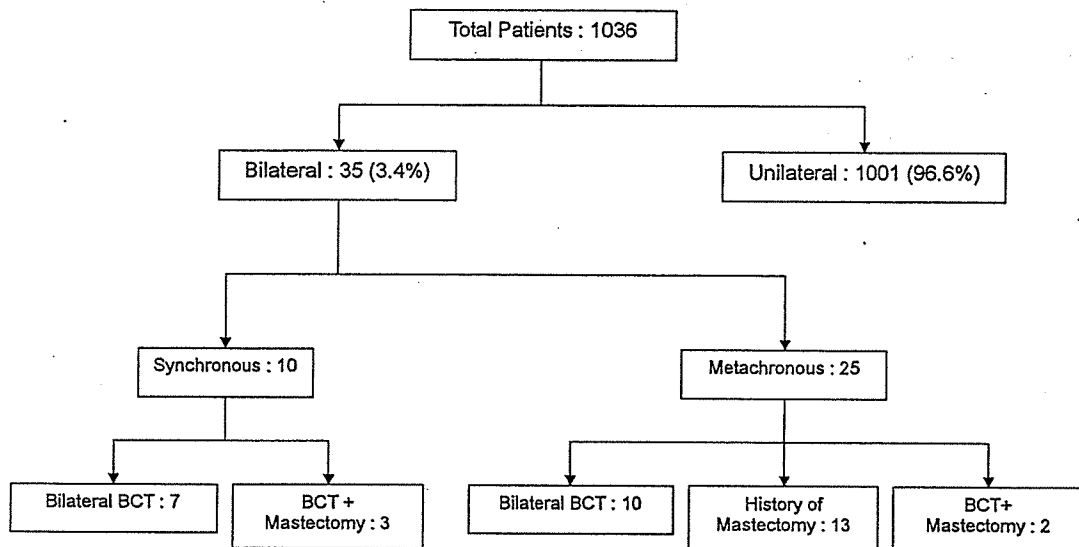 Total Patients : 1036
Bilateral : 35 (3.4%)
Unilateral : 1001 (96.6%)
Synchronous : 10
Metachronous : 25
Bilateral BCT : 7
BCT +
Mastectomy : 3
Bilateral BCT : 10
History of
Mastectomy : 13
BCT+
Mastectomy : 2